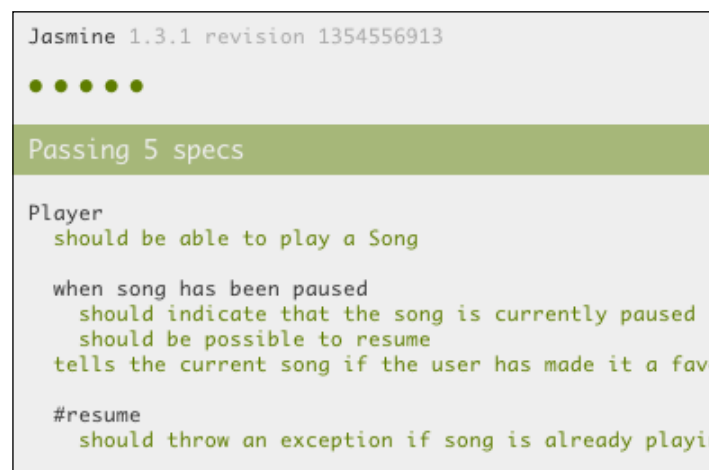 Jasmine 1.3.1 revision 1354556913
Passing 5 specs
Player
should be able to play a Song
when song has been paused
should indicate that the song is currently paused
should be possible to resume
tells the current song if the user has made it a
#resume
should throw an exception if song is already